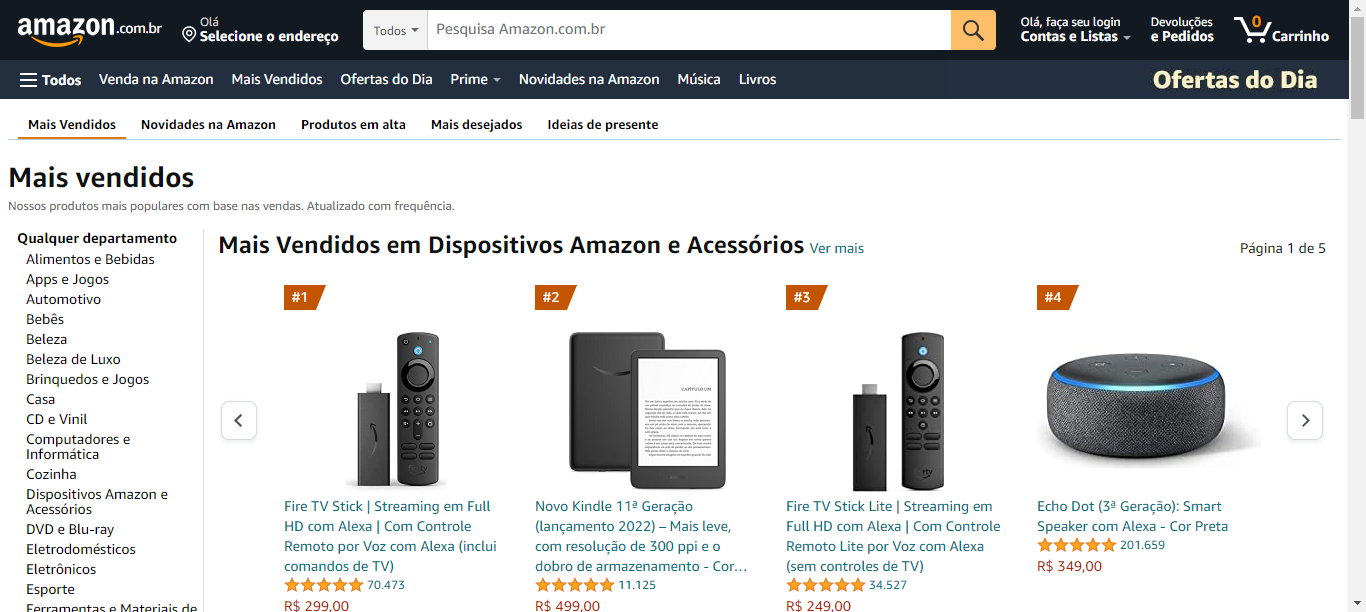 amazon.com.br
Olá
Selecione o endereço
Todos
Pesquisa Amazon.com.br
Olá, faça seu login
Contas e Listas
Devoluções
e Pedidos
0
Carrinho
Todos
Venda na Amazon
Mais Vendidos
Ofertas do Dia
Prime
Novidades na Amazon
Música
Livros
Ofertas do Dia
Mais Vendidos
Novidades na Amazon
Produtos em alta
Mais desejados
Ideias de presente
Mais vendidos
Nossos produtos mais populares com base nas vendas. Atualizado com frequência.
Qualquer departamento
Alimentos e Bebidas
Apps e Jogos
Automotivo
Bebês
Beleza
Beleza de Luxo
Brinquedos e Jogos
Casa
CD e Vinil
Computadores e
Informática
Cozinha
Dispositivos Amazon e
Acessórios
DVD e Blu-ray
Eletrodomésticos
Eletrônicos
Esporte
Ferramentas e Materiais de
Mais Vendidos em Dispositivos Amazon e Acessórios Ver mais
Página 1 de 5
#1
Fire TV Stick | Streaming em Full
HD com Alexa | Com Controle
Remoto por Voz com Alexa (inclui
comandos de TV)
70.473
R$ 299,00
#2
CAPÍTULO UM
Novo Kindle 11ª Geração
(lançamento 2022) – Mais leve,
com resolução de 300 ppi e o
dobro de armazenamento - Cor…
11.125
R$ 499,00
#3
Fire TV Stick Lite | Streaming em
Full HD com Alexa | Com Controle
Remoto Lite por Voz com Alexa
(sem controles de TV)
34.527
R$ 249,00
#4
Echo Dot (3ª Geração): Smart
Speaker com Alexa - Cor Preta
201.659
R$ 349,00